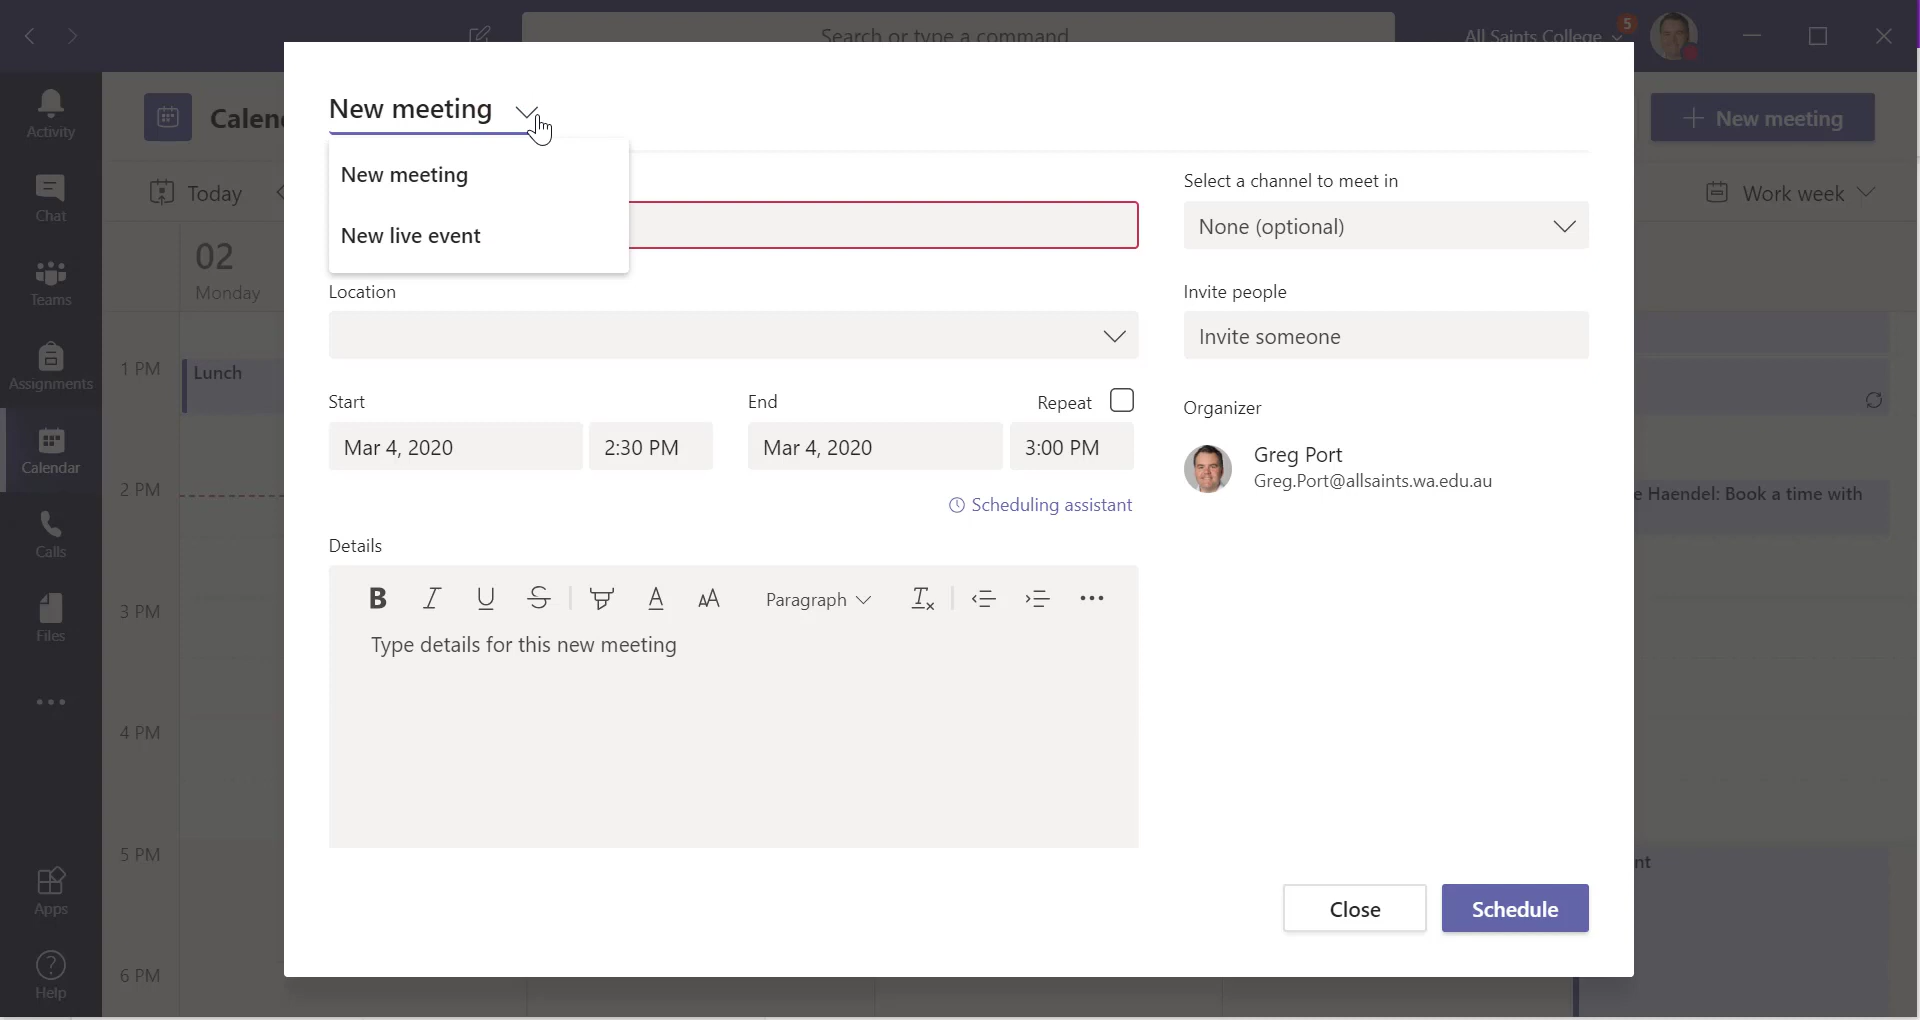 Search or type a command
All Saints College
5
Activity
Chat
Teams
Assignments
Calendar
Calls
Files
Apps
Help
Calen
New meeting
Today
Work week
02
Monday
1 PM
Lunch
2 PM
3 PM
4 PM
5 PM
6 PM
e Haendel: Book a time with
nt
New meeting
New meeting
New live event
Select a channel to meet in
None (optional)
Location
Invite people
Invite someone
Start
End
Repeat
Mar 4, 2020
2:30 PM
Mar 4, 2020
3:00 PM
Organizer
Greg Port
Greg.Port@allsaints.wa.edu.au
Scheduling assistant
Details
B I U S A AA Paragraph Tx
Type details for this new meeting
Close
Schedule